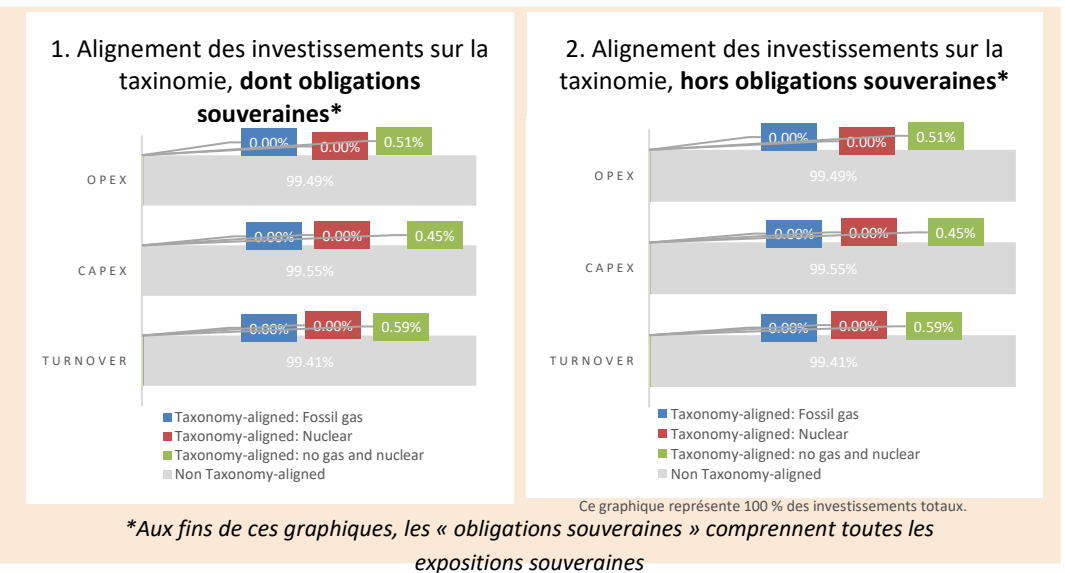 1. Alignement des investissements sur la
taxinomie, dont obligations
souveraines*
0.00% 0.00% 0.51%
OPEX 99.49%
0.00% 0.00% 0.45%
CAPEX 99.55%
0.00% 0.00% 0.59%
TURNOVER 99.41%
Taxonomy-aligned: Fossil gas
Taxonomy-aligned: Nuclear
Taxonomy-aligned: no gas and nuclear
Non Taxonomy-aligned
2. Alignement des investissements sur la
taxinomie, hors obligations souveraines*
0.00% 0.00% 0.51%
OPEX 99.49%
0.00% 0.00% 0.45%
CAPEX 99.55%
0.00% 0.00% 0.59%
TURNOVER 99.41%
Taxonomy-aligned: Fossil gas
Taxonomy-aligned: Nuclear
Taxonomy-aligned: no gas and nuclear
Non Taxonomy-aligned
Ce graphique représente 100 % des investissements totaux.
*Aux fins de ces graphiques, les « obligations souveraines » comprennent toutes les
expositions souveraines